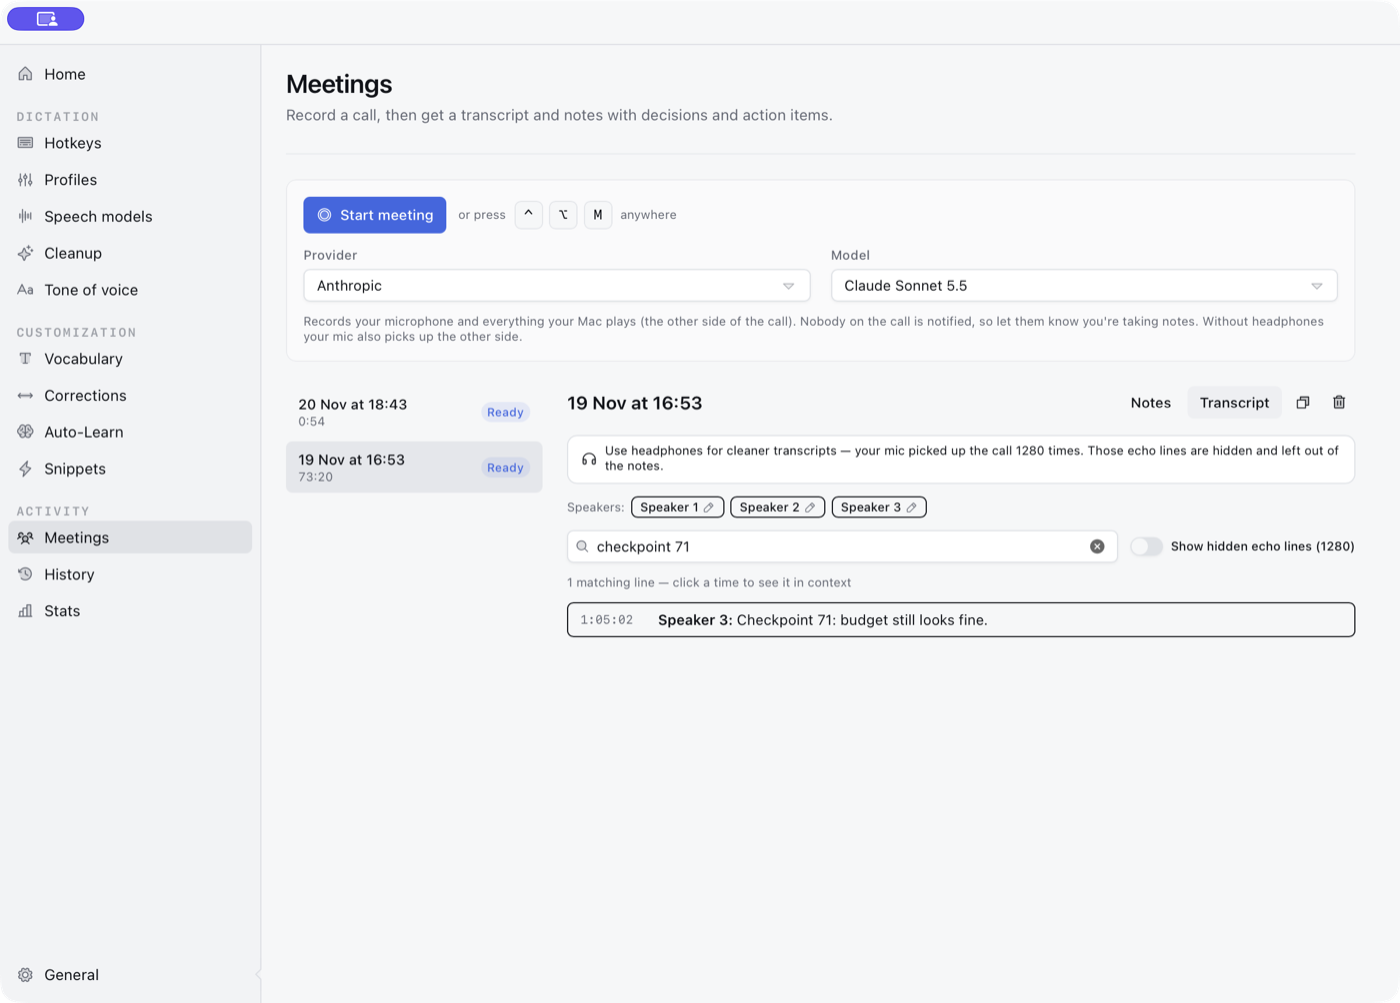 Home
DICTATION
Hotkeys
Profiles
Speech models
Cleanup
Aa Tone of voice
CUSTOMIZATION
Vocabulary
Corrections
Auto-Learn
Snippets
ACTIVITY
Meetings
History
Stats
General
Meetings
Record a call, then get a transcript and notes with decisions and action items.
Start meeting or press ^ ⌥ M anywhere
Provider
Anthropic
Model
Claude Sonnet 5.5
Records your microphone and everything your Mac plays (the other side of the call). Nobody on the call is notified, so let them know you're taking notes. Without headphones
your mic also picks up the other side.
20 Nov at 18:43
0:54
Ready
19 Nov at 16:53
73:20
Ready
19 Nov at 16:53
Notes Transcript
Use headphones for cleaner transcripts — your mic picked up the call 1280 times. Those echo lines are hidden and left out of
the notes.
Speakers: Speaker 1 Speaker 2 Speaker 3
checkpoint 71
Show hidden echo lines (1280)
1 matching line — click a time to see it in context
1:05:02 Speaker 3: Checkpoint 71: budget still looks fine.